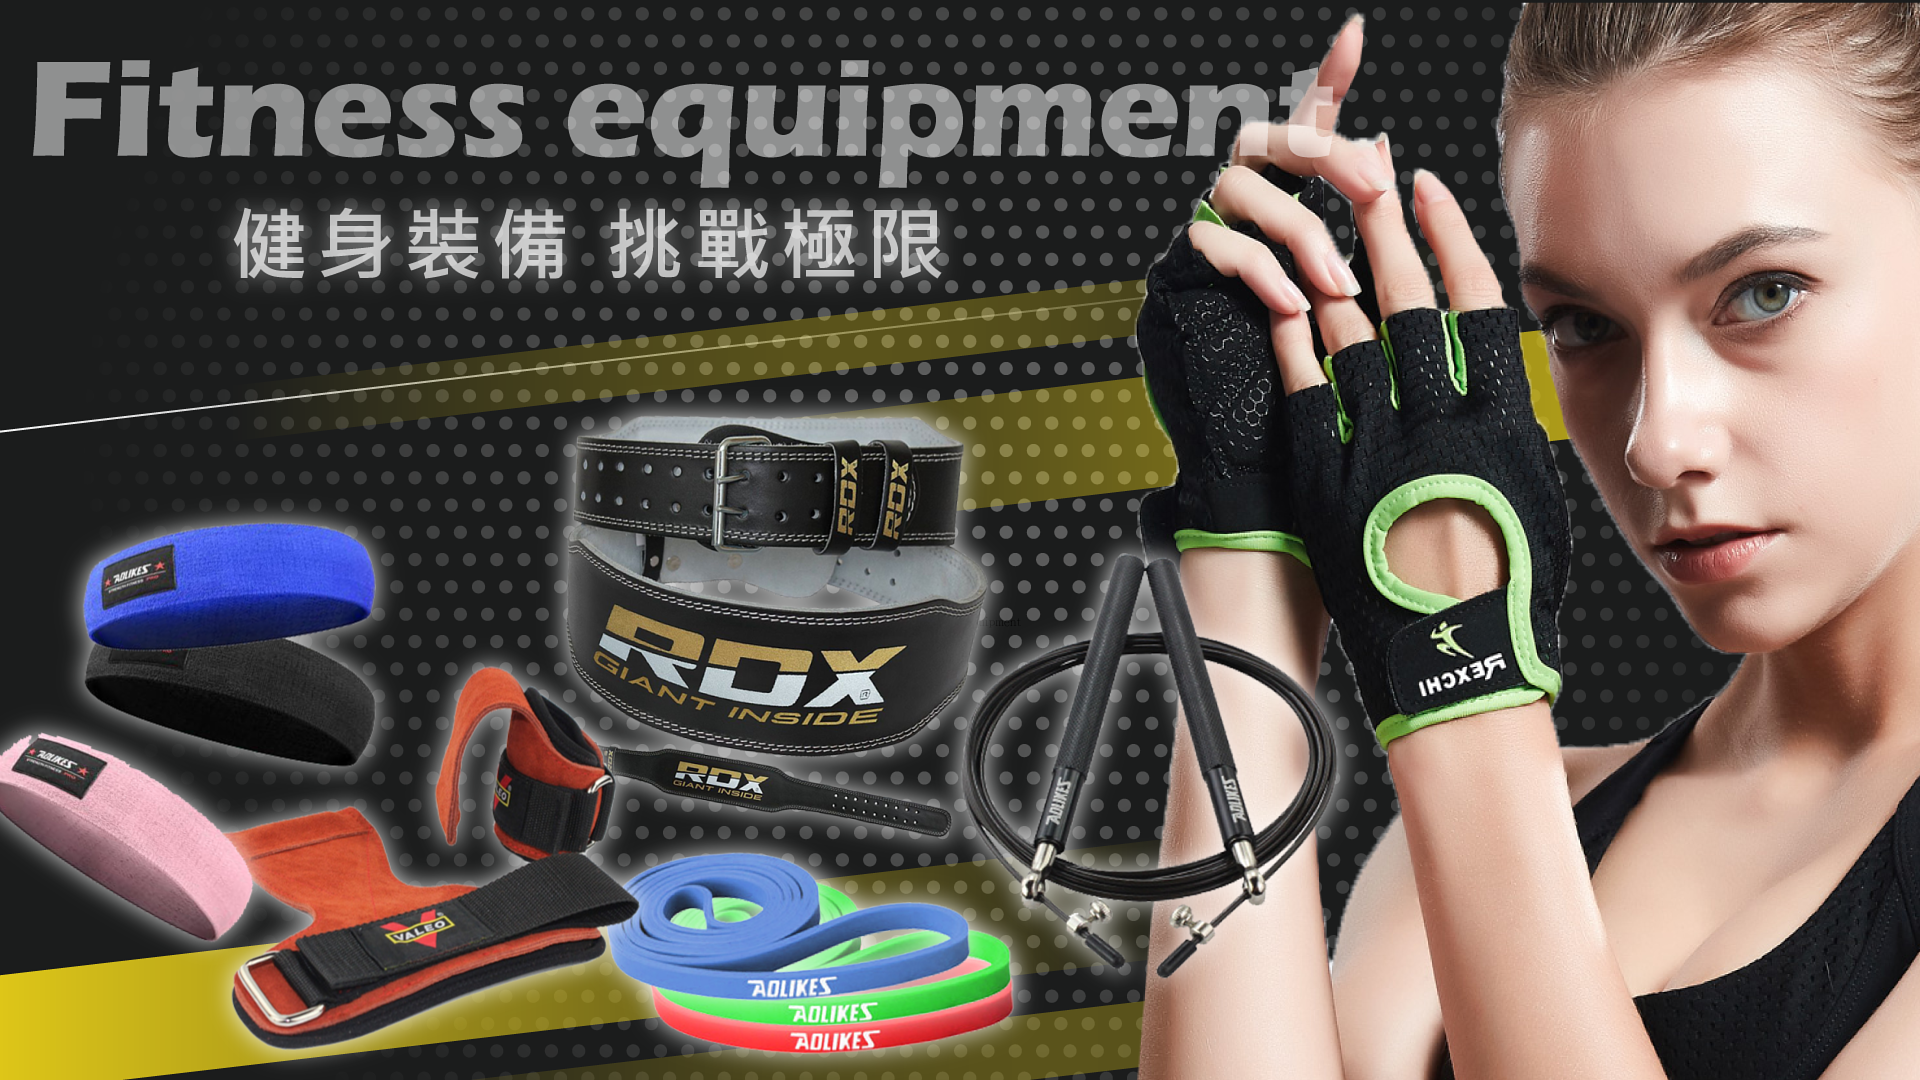 Fitness equipment
健身裝備 挑戰極限
RDX
RDX
AOLIKES
RDX
GIANT INSIDE
REXCHI
AOLIKES
RDX
GIANT INSIDE
AOLIKES
AOLIKES
VALEO
AOLIKES
AOLIKES
AOLIKES